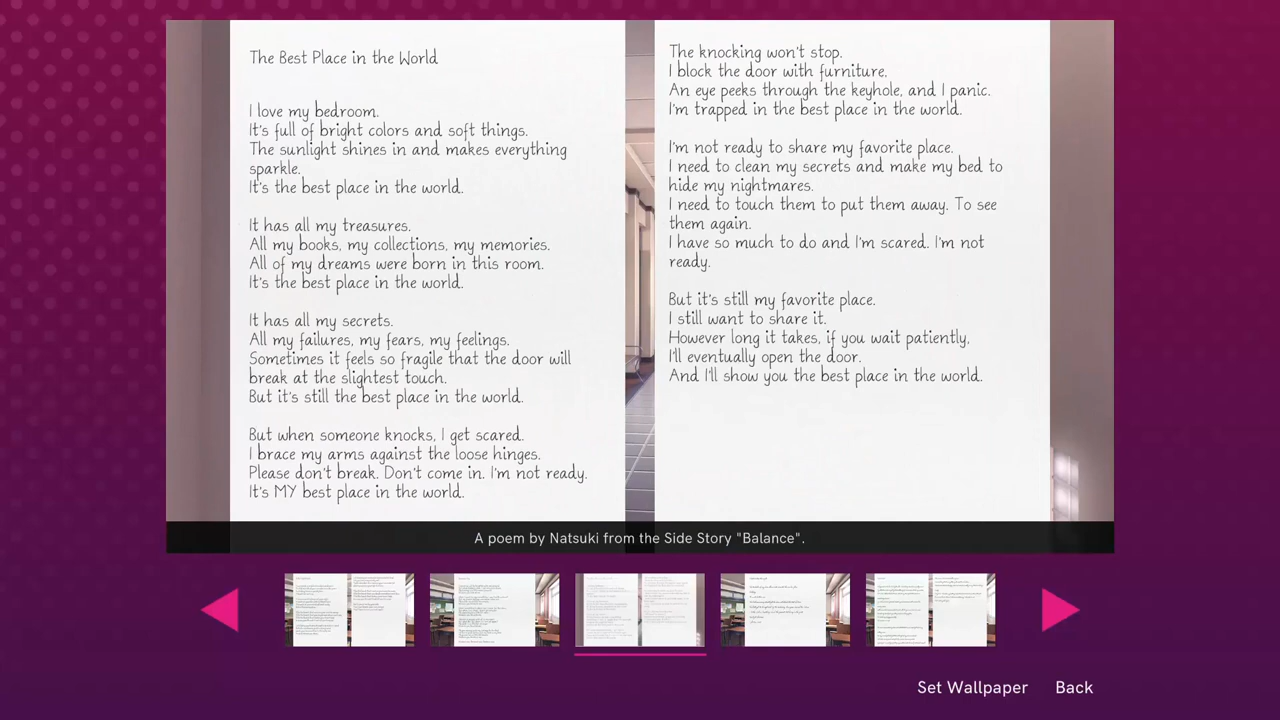 The Best Place in the World
I love my bedroom.
It's full of bright colors and soft things.
The sunlight shines in and makes everything
sparkle.
It's the best place in the world.
It has all my treasures.
All my books, my collections, my memories.
All of my dreams were born in this room.
It's the best place in the world.
It has all my secrets.
All my failures, my fears, my feelings.
Sometimes it feels so fragile that the door will
break at the slightest touch.
But it's still the best place in the world.
But when someone knocks, I get scared.
I brace my arms against the loose hinges.
Please don't break. Don't come in. I'm not ready.
It's MY best place in the world.
The knocking won't stop.
I block the door with furniture.
An eye peeks through the keyhole, and I panic.
I'm trapped in the best place in the world.
I'm not ready to share my favorite place.
I need to clean my secrets and make my bed to
hide my nightmares.
I need to touch them to put them away. To see
them again.
I have so much to do and I'm scared. I'm not
ready.
But it's still my favorite place.
I still want to share it.
However long it takes, if you wait patiently,
I'll eventually open the door.
And I'll show you the best place in the world.
A poem by Natsuki from the Side Story "Balance".
Set Wallpaper
Back